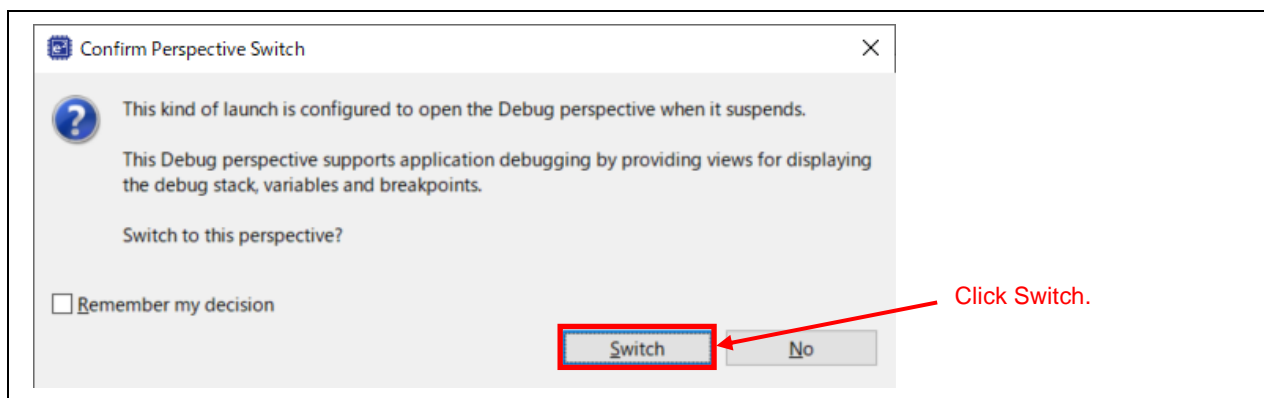 Confirm Perspective Switch
This kind of launch is configured to open the Debug perspective when it suspends.
This Debug perspective supports application debugging by providing views for displaying
the debug stack, variables and breakpoints.
Switch to this perspective?
Remember my decision
Click Switch.
Switch
No